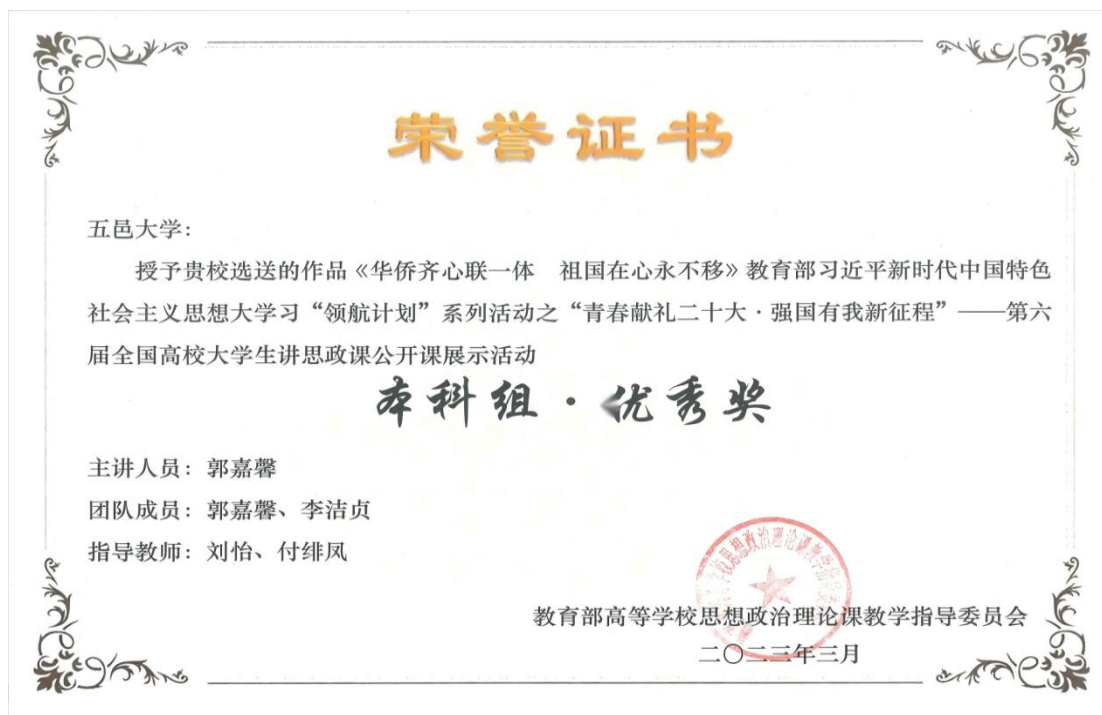 荣誉证书
五邑大学：
授予贵校选送的作品《华侨齐心联一体　祖国在心永不移》教育部习近平新时代中国特色
社会主义思想大学习“领航计划”系列活动之“青春献礼二十大·强国有我新征程”——第六
届全国高校大学生讲思政课公开课展示活动
本科组·优秀奖
主讲人员：郭嘉馨
团队成员：郭嘉馨、李洁贞
指导教师：刘怡、付绯凤
教育部高等学校思想政治理论课教学指导委员会
二〇二三年三月